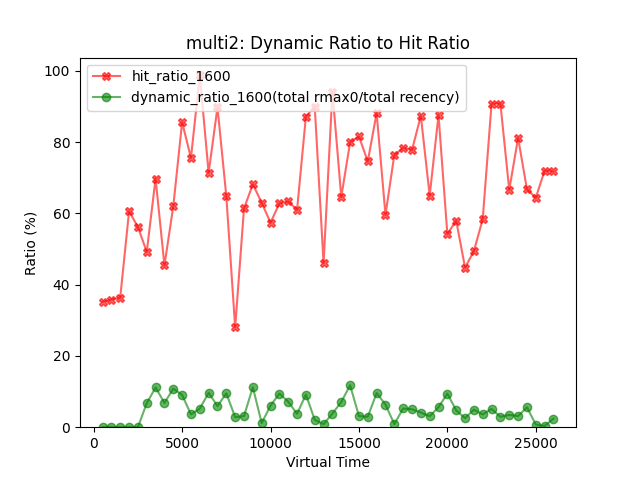 multi2: Dynamic Ratio to Hit Ratio
hit_ratio_1600
dynamic_ratio_1600(total rmax0/total recency)
Ratio (%)
100
80
60
40
20
0
0
5000
10000
15000
20000
25000
Virtual Time